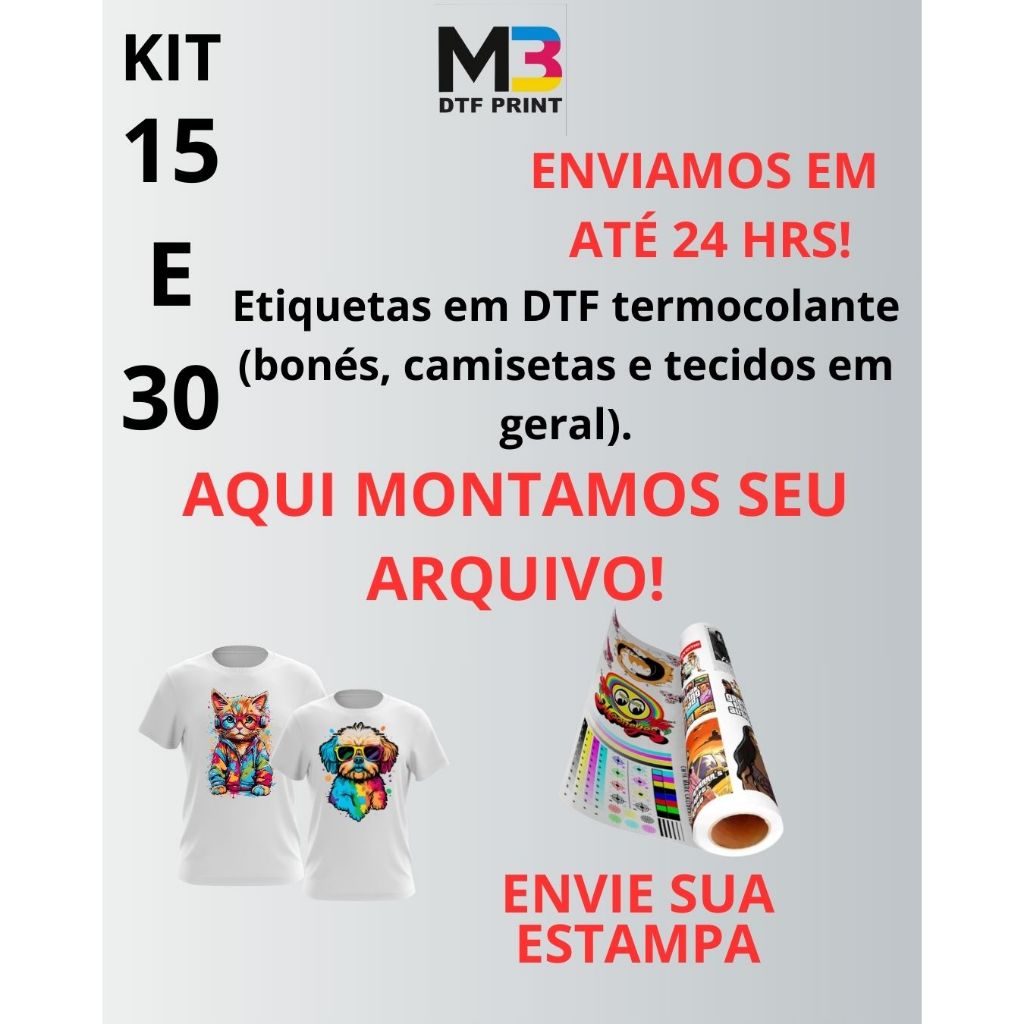 KIT
15
E
30
M3
DTF PRINT
ENVIAMOS EM
ATÉ 24 HRS!
Etiquetas em DTF termocolante
(bonés, camisetas e tecidos em
geral).
AQUI MONTAMOS SEU
ARQUIVO!
ENVIE SUA
ESTAMPA